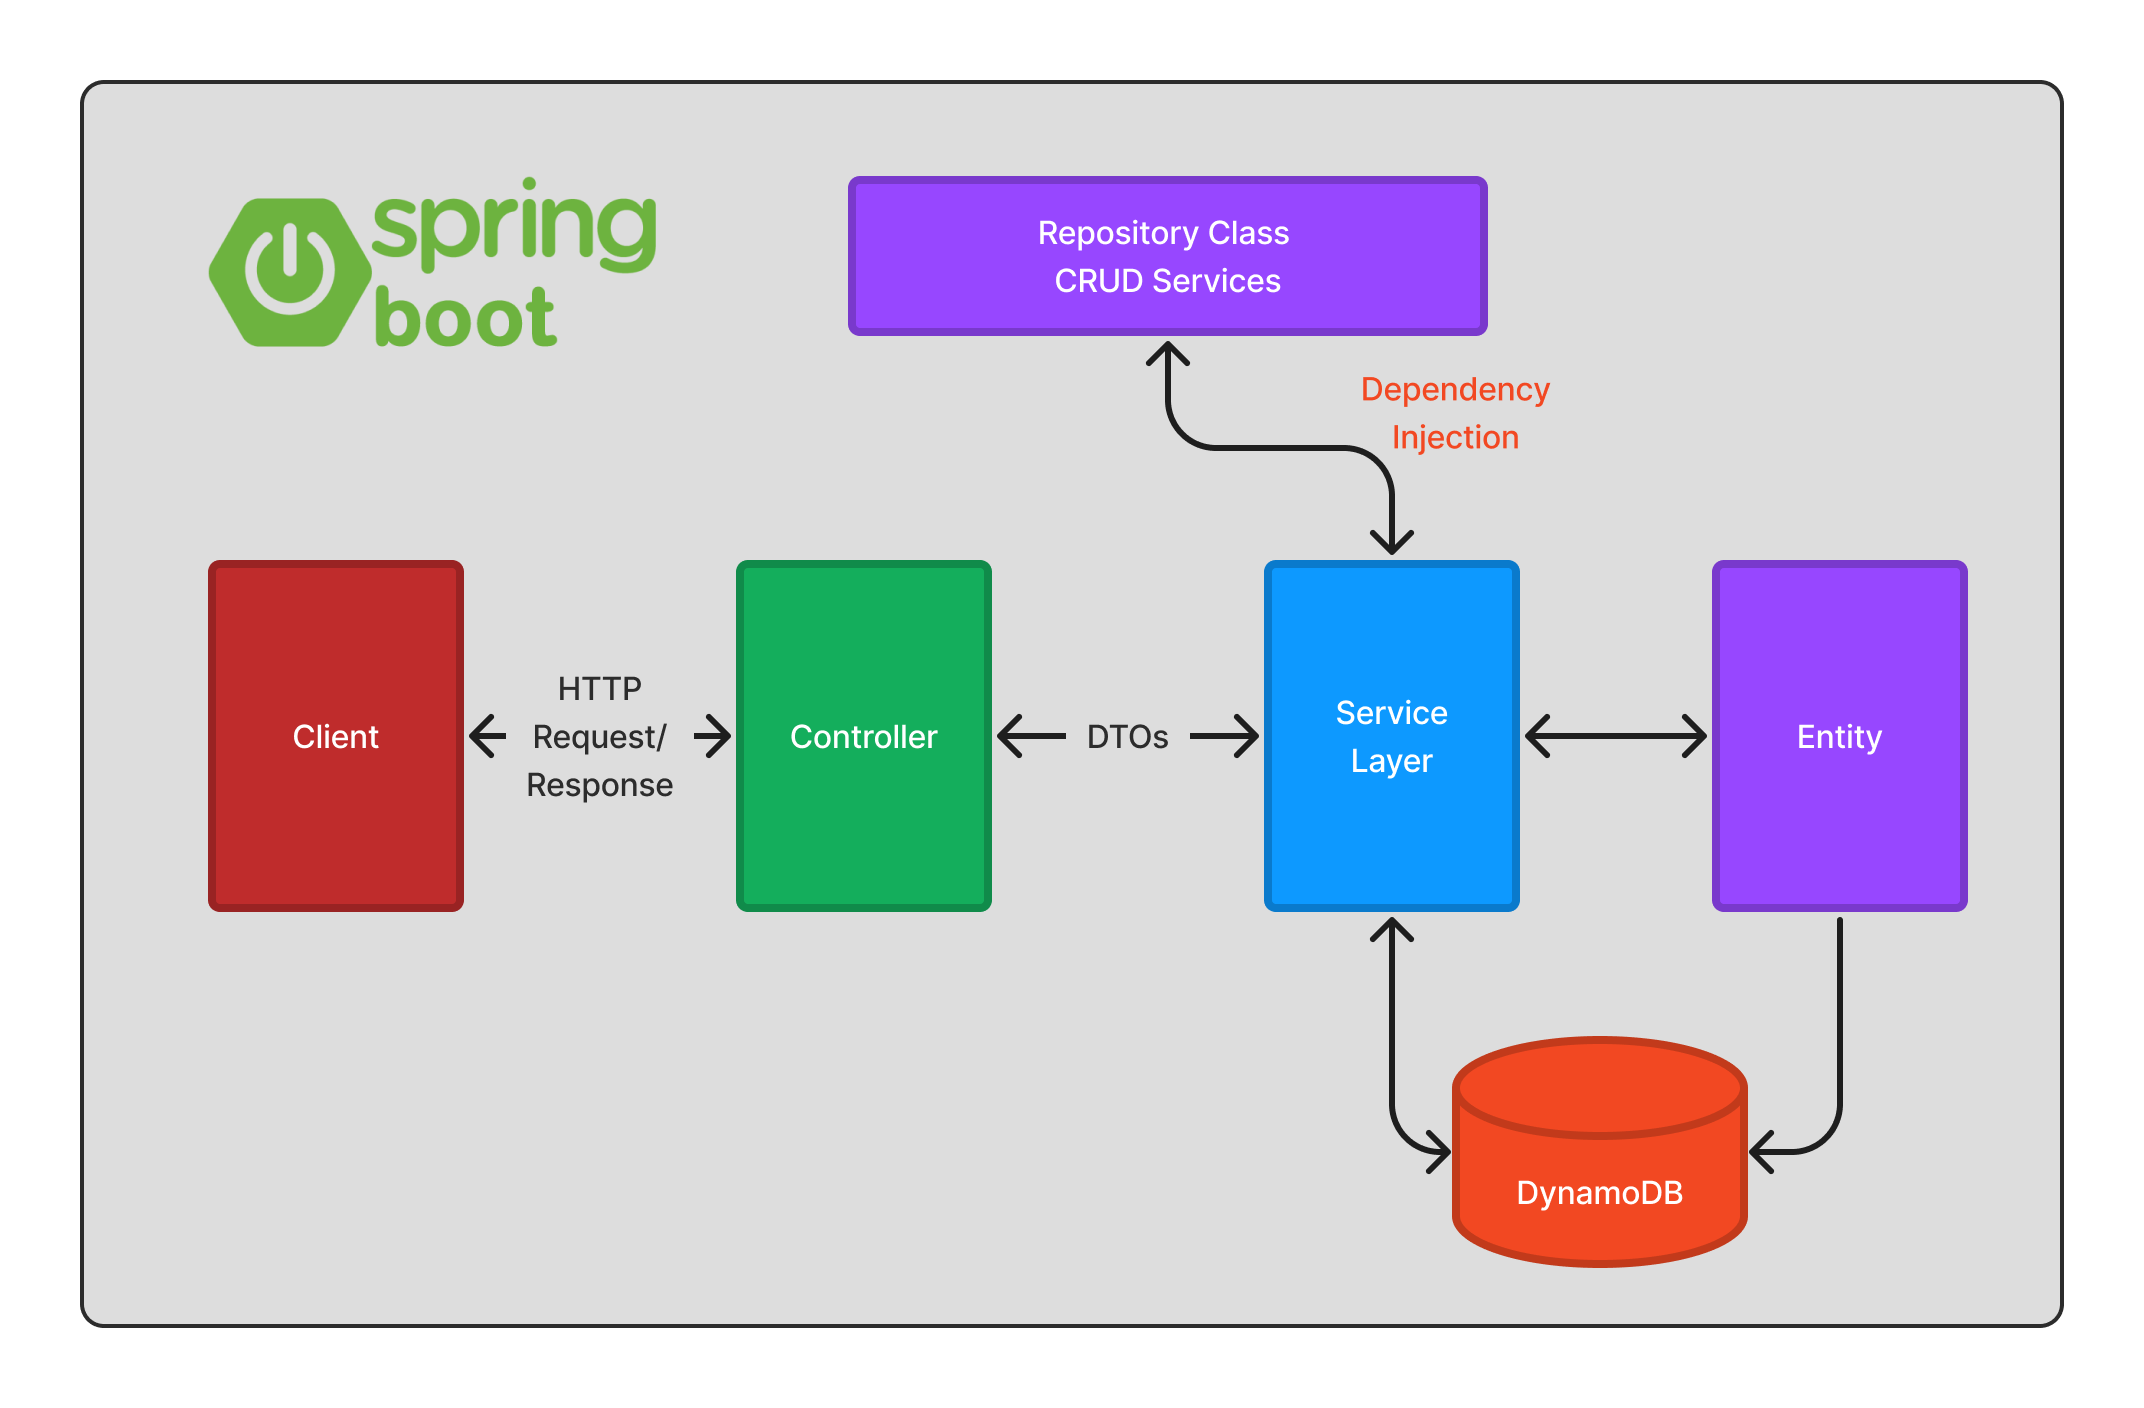 spring
boot
Repository Class
CRUD Services
Dependency
Injection
Client
HTTP
Request/
Response
Controller
DTOs
Service
Layer
Entity
DynamoDB